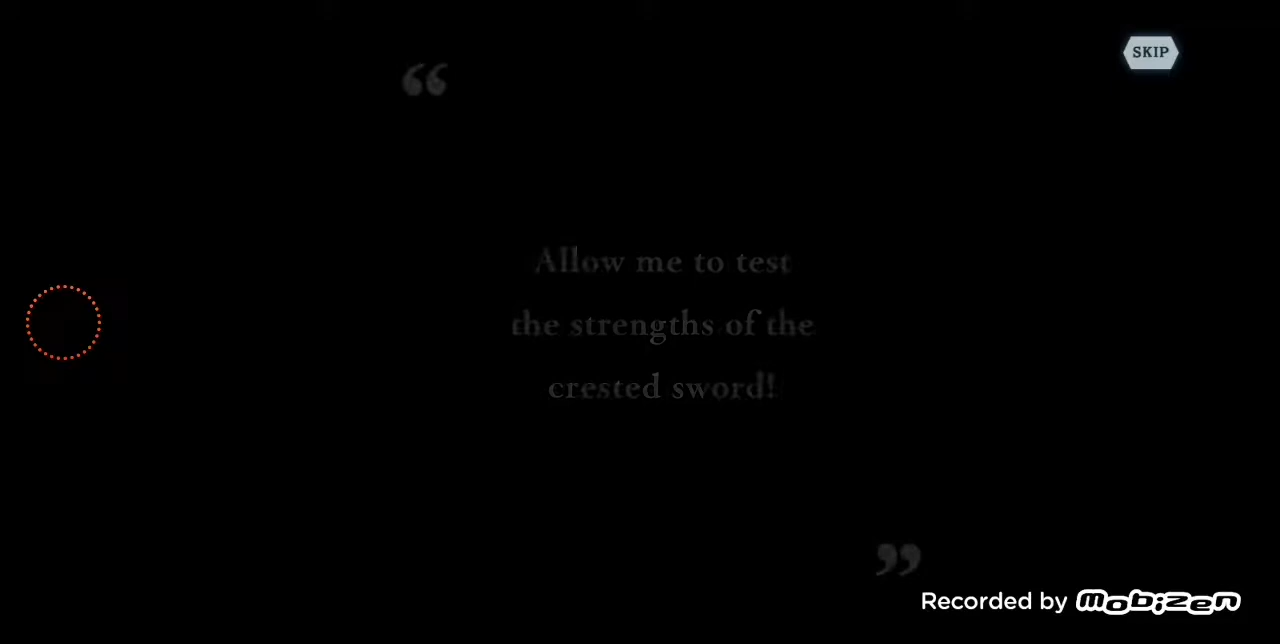 SKIP
“
Allow me to test
the strengths of the
crested sword!
”
Recorded by mobizen